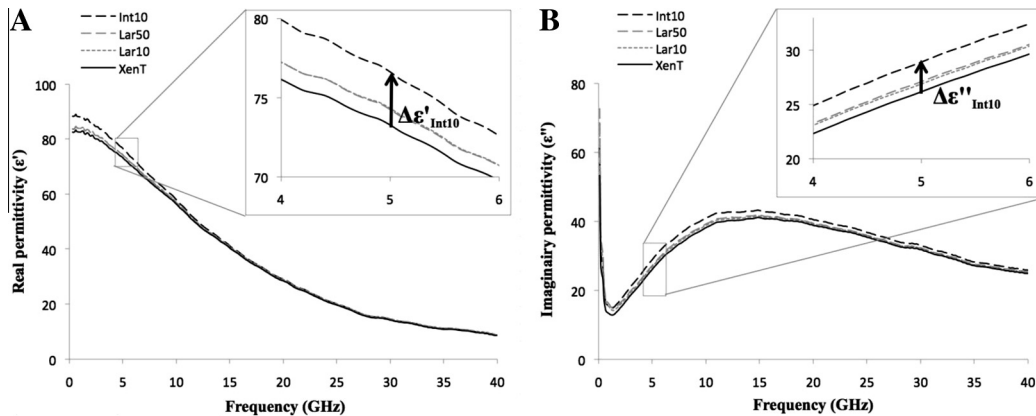 A
Int10
Lar50
Lar10
XenT
Real permittivity (ε')
100
80
60
40
20
0
0 5 10 15 20 25 30 35 40
Frequency (GHz)
80
75
70
4 5 6
Δε'Int10
B
Int10
Lar50
Lar10
XenT
Imaginairy permittivity (ε'')
80
60
40
20
0
0 5 10 15 20 25 30 35 40
Frequency (GHz)
30
25
20
4 5 6
Δε''Int10